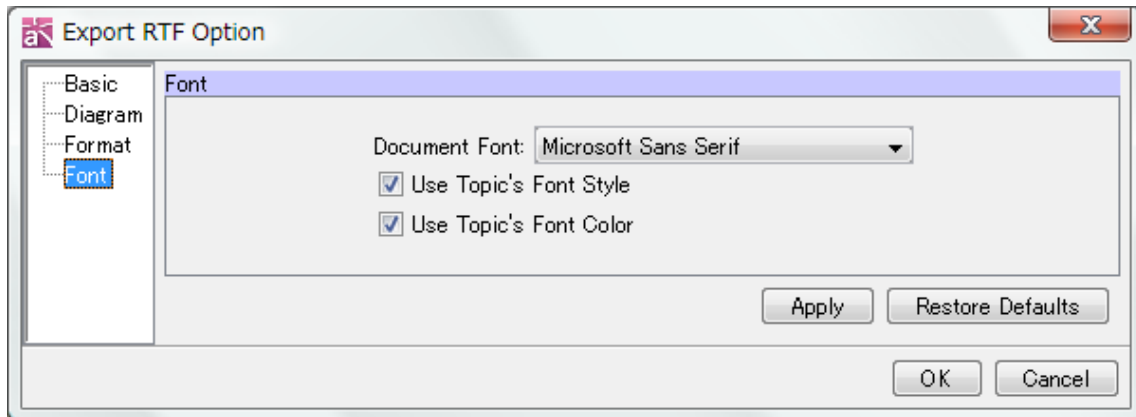 Export RTF Option
Basic
Diagram
Format
Font
Font
Document Font: Microsoft Sans Serif
Use Topic's Font Style
Use Topic's Font Color
Apply Restore Defaults
OK Cancel